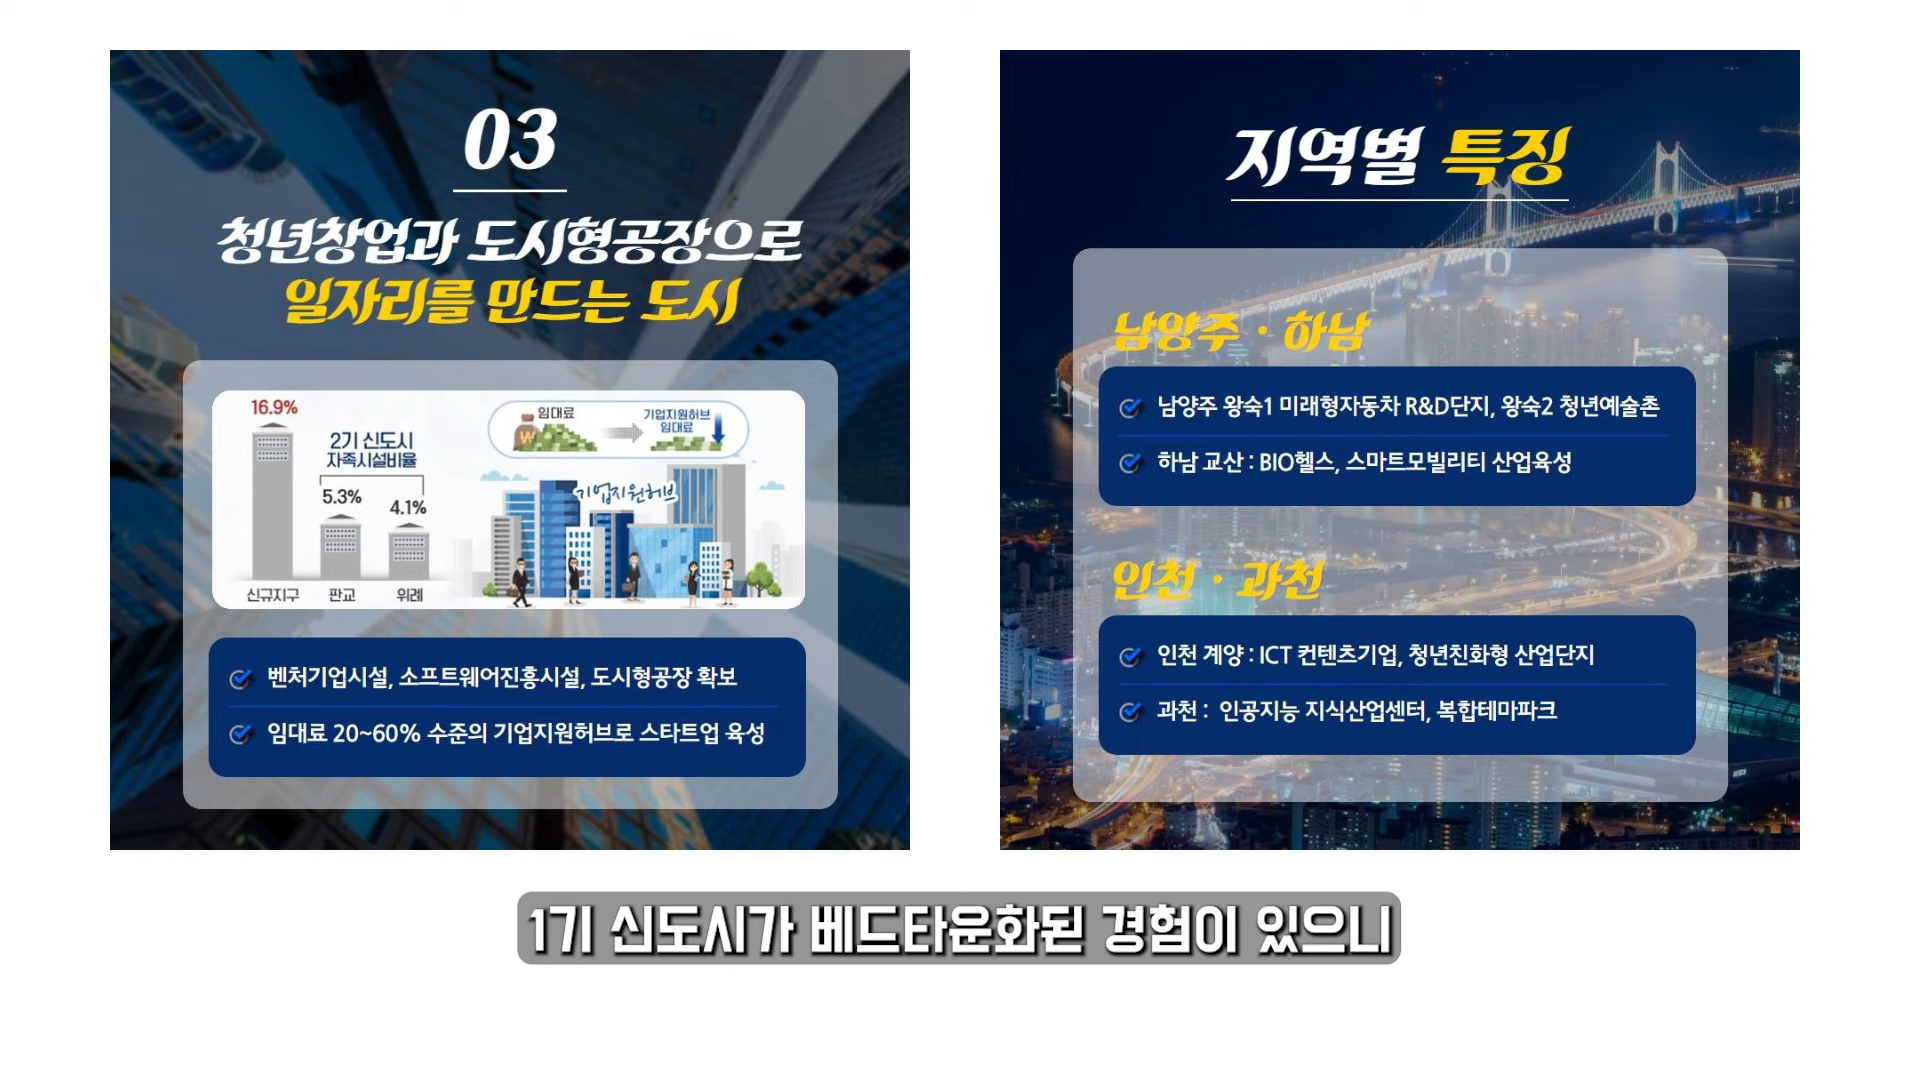 03
청년창업과 도시형공장으로
일자리를 만드는 도시
16.9%
2기 신도시
자족시설비율
5.3%
4.1%
신규지구
판교
위례
임대료
기업지원허브
임대료
기업지원허브
벤처기업시설, 소프트웨어진흥시설, 도시형공장 확보
임대료 20~60% 수준의 기업지원허브로 스타트업 육성
지역별 특징
남양주 · 하남
남양주 왕숙1 미래형자동차 R&D단지, 왕숙2 청년예술촌
하남 교산 : BIO헬스, 스마트모빌리티 산업육성
인천 · 과천
인천 계양 : ICT 컨텐츠기업, 청년친화형 산업단지
과천 : 인공지능 지식산업센터, 복합테마파크
1기 신도시가 베드타운화된 경험이 있으니